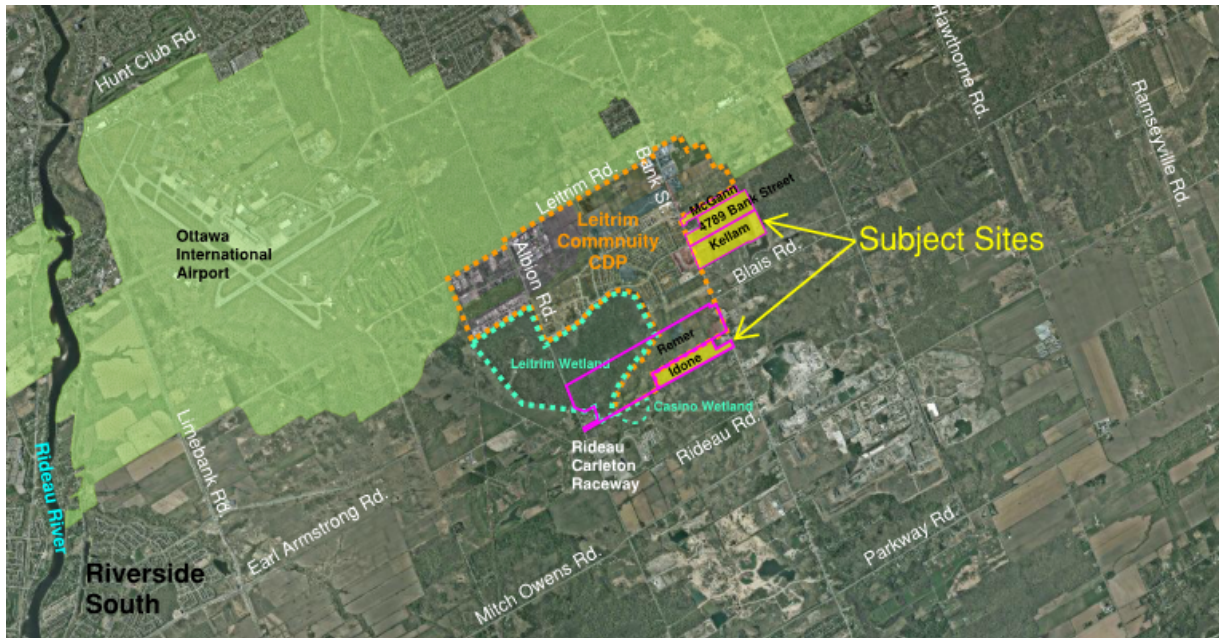 Hunt Club Rd.
Hawthorne Rd.
Ramseyville Rd.
Leitrim Rd.
Bank St
McGann
4789 Bank Street
Kellam
Subject Sites
Leitrim
Commnuity
CDP
Ottawa
International
Airport
Albion Rd.
Blais Rd.
Remer
Idone
Leitrim Wetland
Casino Wetland
Limebank Rd.
Rideau Rd.
Rideau
Carleton
Raceway
Rideau River
Earl Armstrong Rd.
Parkway Rd.
Mitch Owens Rd.
Riverside
South